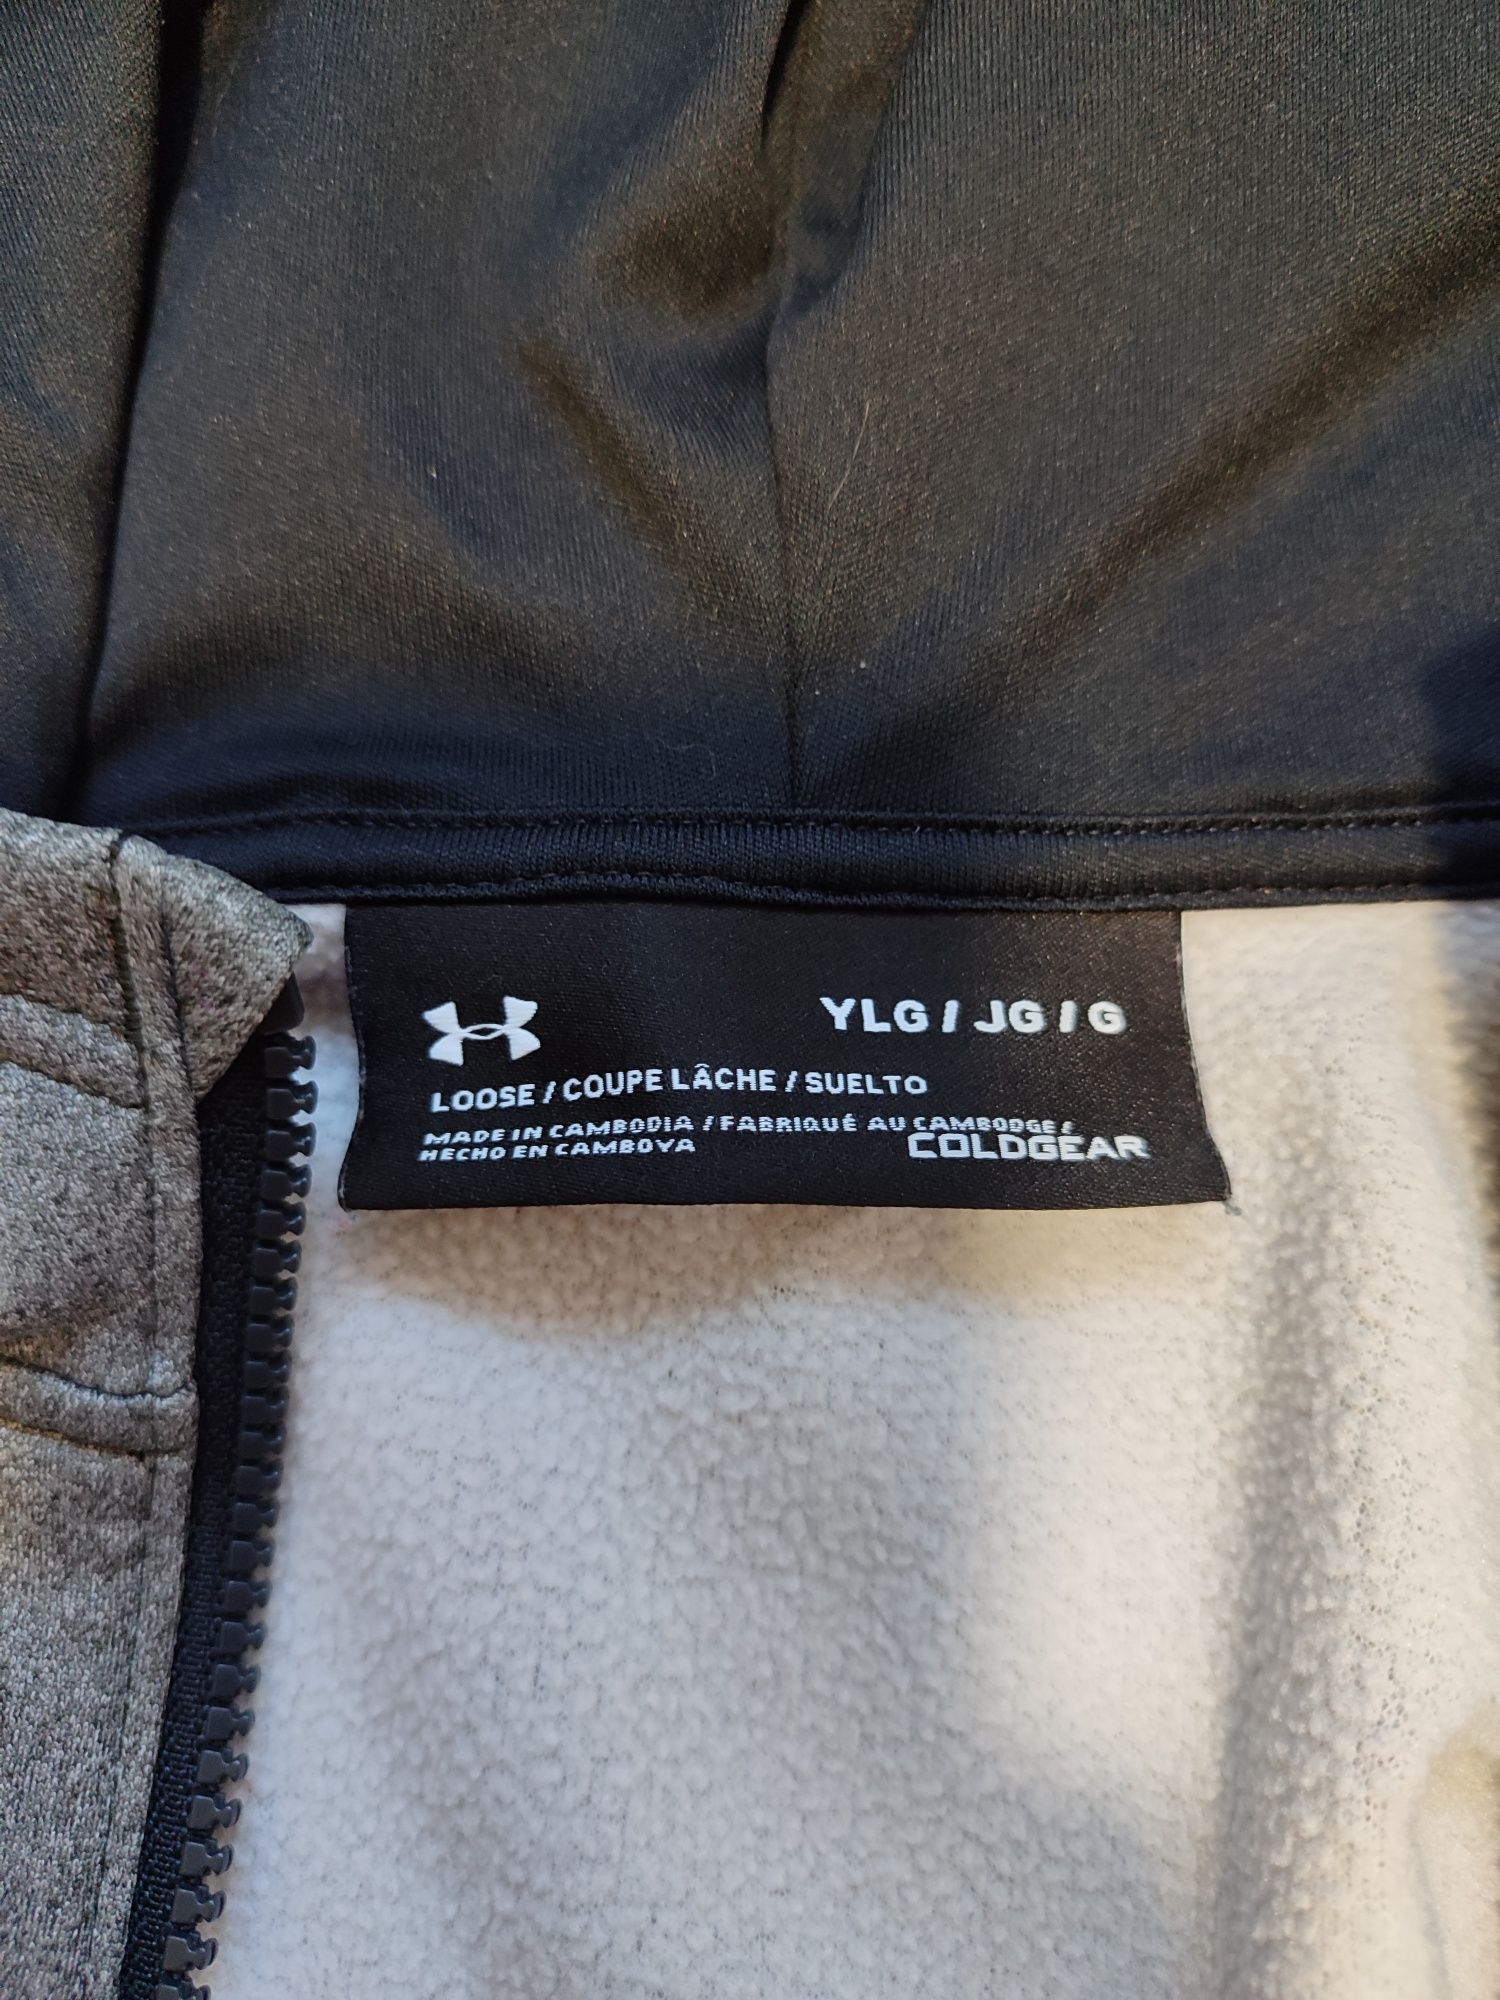 YLG / JG / G
LOOSE / COUPE LÂCHE / SUELTO
MADE IN CAMBODIA / FABRIQUÉ AU CAMBODGE /
HECHO EN CAMBOYA
COLDGEAR